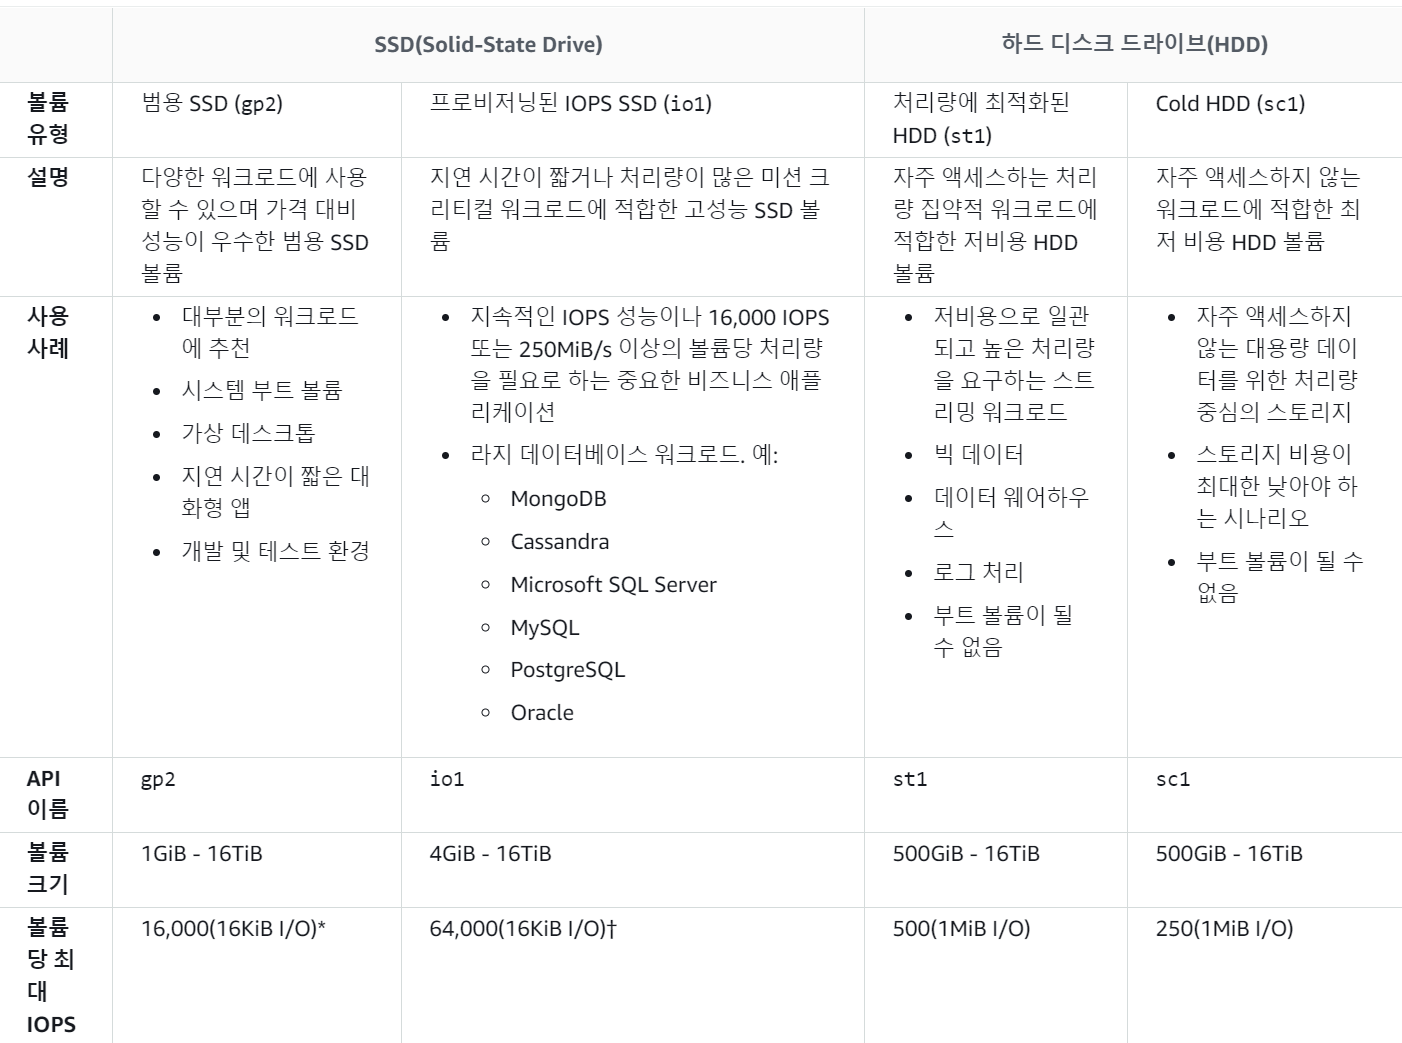 SSD(Solid-State Drive)
하드 디스크 드라이브(HDD)
볼륨
유형
범용 SSD (gp2)
프로비저닝된 IOPS SSD (io1)
처리량에 최적화된
HDD (st1)
Cold HDD (sc1)
설명
다양한 워크로드에 사용
할 수 있으며 가격 대비
성능이 우수한 범용 SSD
볼륨
지연 시간이 짧거나 처리량이 많은 미션 크
리티컬 워크로드에 적합한 고성능 SSD 볼
륨
자주 액세스하는 처리
량 집약적 워크로드에
적합한 저비용 HDD
볼륨
자주 액세스하지 않는
워크로드에 적합한 최
저 비용 HDD 볼륨
사용
사례
• 대부분의 워크로드
에 추천
• 시스템 부트 볼륨
• 가상 데스크톱
• 지연 시간이 짧은 대
화형 앱
• 개발 및 테스트 환경
• 지속적인 IOPS 성능이나 16,000 IOPS
또는 250MiB/s 이상의 볼륨당 처리량
을 필요로 하는 중요한 비즈니스 애플
리케이션
• 라지 데이터베이스 워크로드. 예:
◦ MongoDB
◦ Cassandra
◦ Microsoft SQL Server
◦ MySQL
◦ PostgreSQL
◦ Oracle
• 저비용으로 일관
되고 높은 처리량
을 요구하는 스트
리밍 워크로드
• 빅 데이터
• 데이터 웨어하우
스
• 로그 처리
• 부트 볼륨이 될
수 없음
• 자주 액세스하지
않는 대용량 데이
터를 위한 처리량
중심의 스토리지
• 스토리지 비용이
최대한 낮아야 하
는 시나리오
• 부트 볼륨이 될 수
없음
API
이름
gp2
io1
st1
sc1
볼륨
크기
1GiB - 16TiB
4GiB - 16TiB
500GiB - 16TiB
500GiB - 16TiB
볼륨
당 최
대
IOPS
16,000(16KiB I/O)*
64,000(16KiB I/O)†
500(1MiB I/O)
250(1MiB I/O)